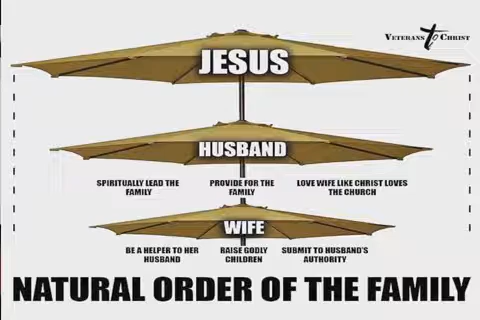 VETERANS to CHRIST
JESUS
HUSBAND
SPIRITUALLY LEAD THE
FAMILY
PROVIDE FOR THE
FAMILY
LOVE WIFE LIKE CHRIST LOVES
THE CHURCH
WIFE
BE A HELPER TO HER
HUSBAND
RAISE GODLY
CHILDREN
SUBMIT TO HUSBAND'S
AUTHORITY
NATURAL ORDER OF THE FAMILY